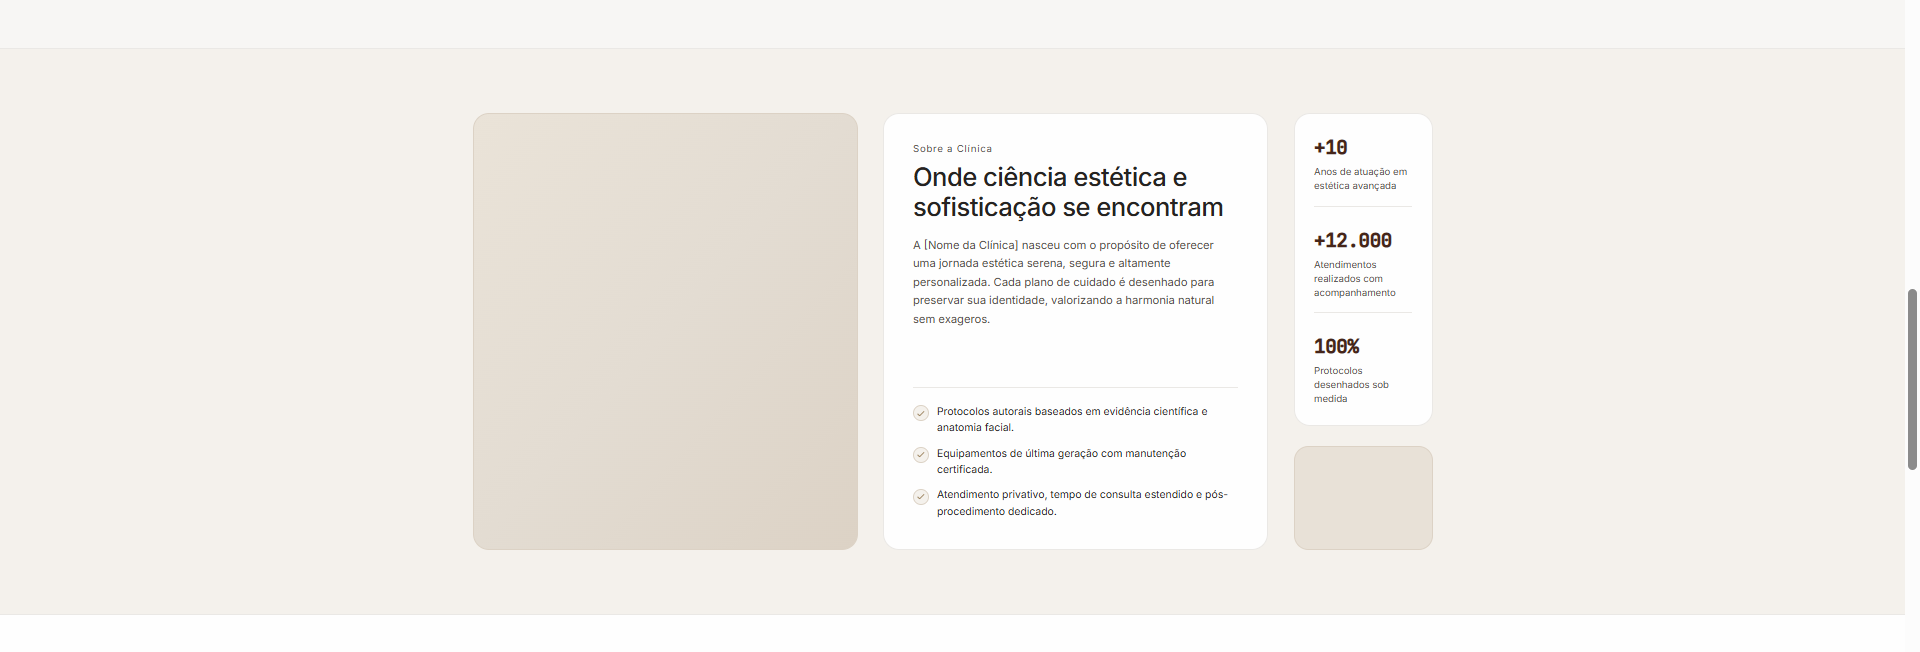 Sobre a Clínica
Onde ciência estética e
sofisticação se encontram
A [Nome da Clínica] nasceu com o propósito de oferecer
uma jornada estética serena, segura e altamente
personalizada. Cada plano de cuidado é desenhado para
preservar sua identidade, valorizando a harmonia natural
sem exageros.
Protocolos autorais baseados em evidência científica e
anatomia facial.
Equipamentos de última geração com manutenção
certificada.
Atendimento privativo, tempo de consulta estendido e pós-
procedimento dedicado.
+10
Anos de atuação em
estética avançada
+12.000
Atendimentos
realizados com
acompanhamento
100%
Protocolos
desenhados sob
medida